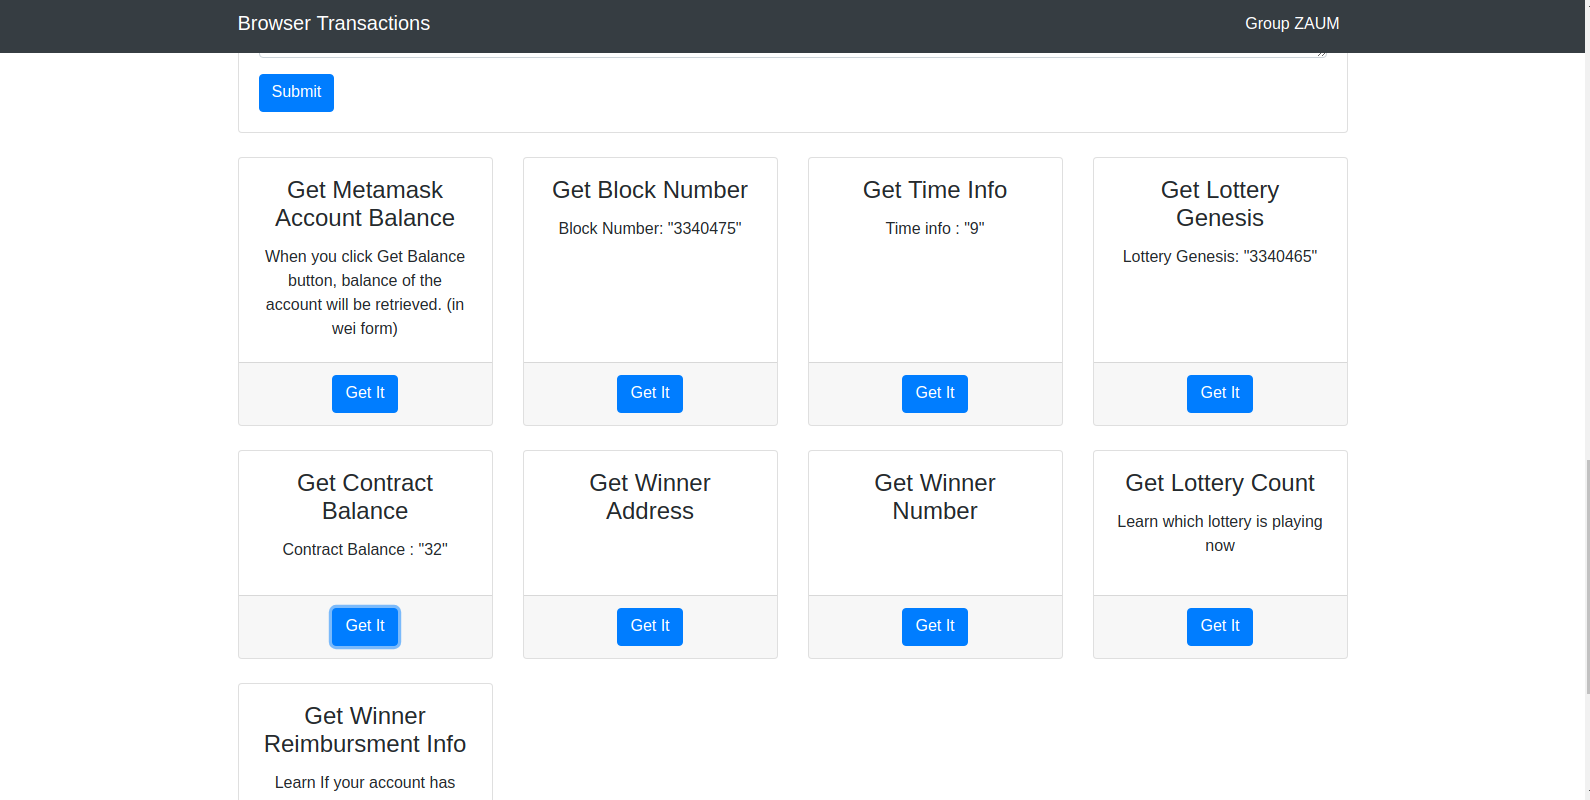 Browser Transactions
Group ZAUM
Submit
Get Metamask
Account Balance
When you click Get Balance
button, balance of the
account will be retrieved. (in
wei form)
Get It
Get Block Number
Block Number: "3340475"
Get It
Get Time Info
Time info : "9"
Get It
Get Lottery
Genesis
Lottery Genesis: "3340465"
Get It
Get Contract
Balance
Contract Balance : "32"
Get It
Get Winner
Address
Get It
Get Winner
Number
Get It
Get Lottery Count
Learn which lottery is playing
now
Get It
Get Winner
Reimbursment Info
Learn If your account has